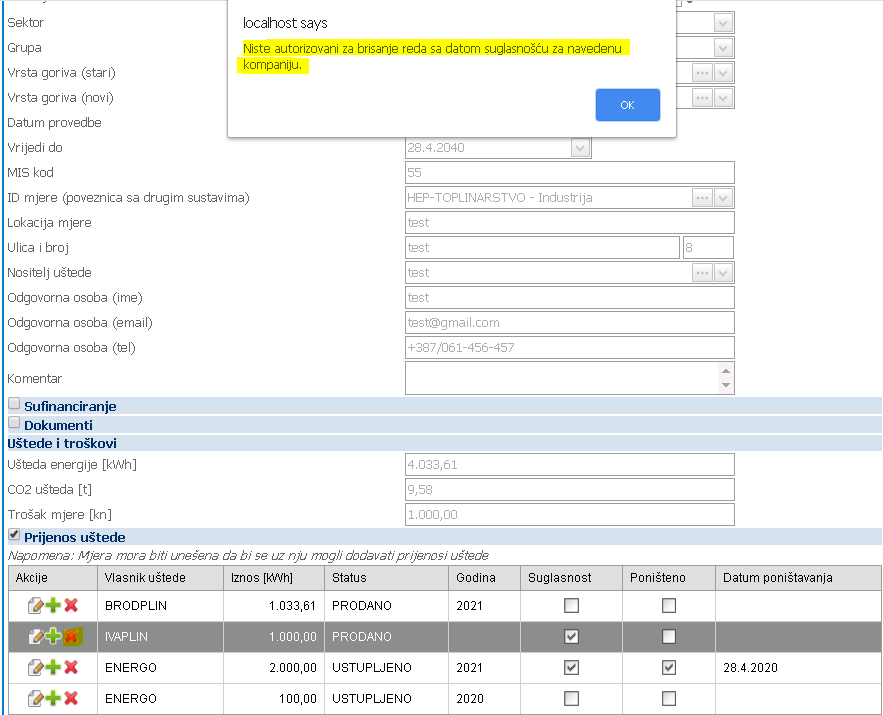 localhost says
Niste autorizovani za brisanje reda sa datom suglasnošću za navedenu
kompaniju.
OK
Sektor
Grupa
Vrsta goriva (stari)
Vrsta goriva (novi)
Datum provedbe
Vrijedi do 28.4.2040
MIS kod 55
ID mjere (poveznica sa drugim sustavima) HEP-TOPLINARSTVO - Industrija
Lokacija mjere test
Ulica i broj test 8
Nositelj uštede test
Odgovorna osoba (ime) test
Odgovorna osoba (email) test@gmail.com
Odgovorna osoba (tel) +387/061-456-457
Komentar
Sufinanciranje
Dokumenti
Uštede i troškovi
Ušteda energije [kWh] 4.033,61
CO2 ušteda [t] 9,58
Trošak mjere [kn] 1.000,00
Prijenos uštede
Napomena: Mjera mora biti unešena da bi se uz nju mogli dodavati prijenosi uštede
Akcije Vlasnik uštede Iznos [kWh] Status Godina Suglasnost Poništeno Datum poništavanja
BRODPLIN 1.033,61 PRODANO 2021
IVAPLIN 1.000,00 PRODANO
ENERGO 2.000,00 USTUPLJENO 2021 28.4.2020
ENERGO 100,00 USTUPLJENO 2020